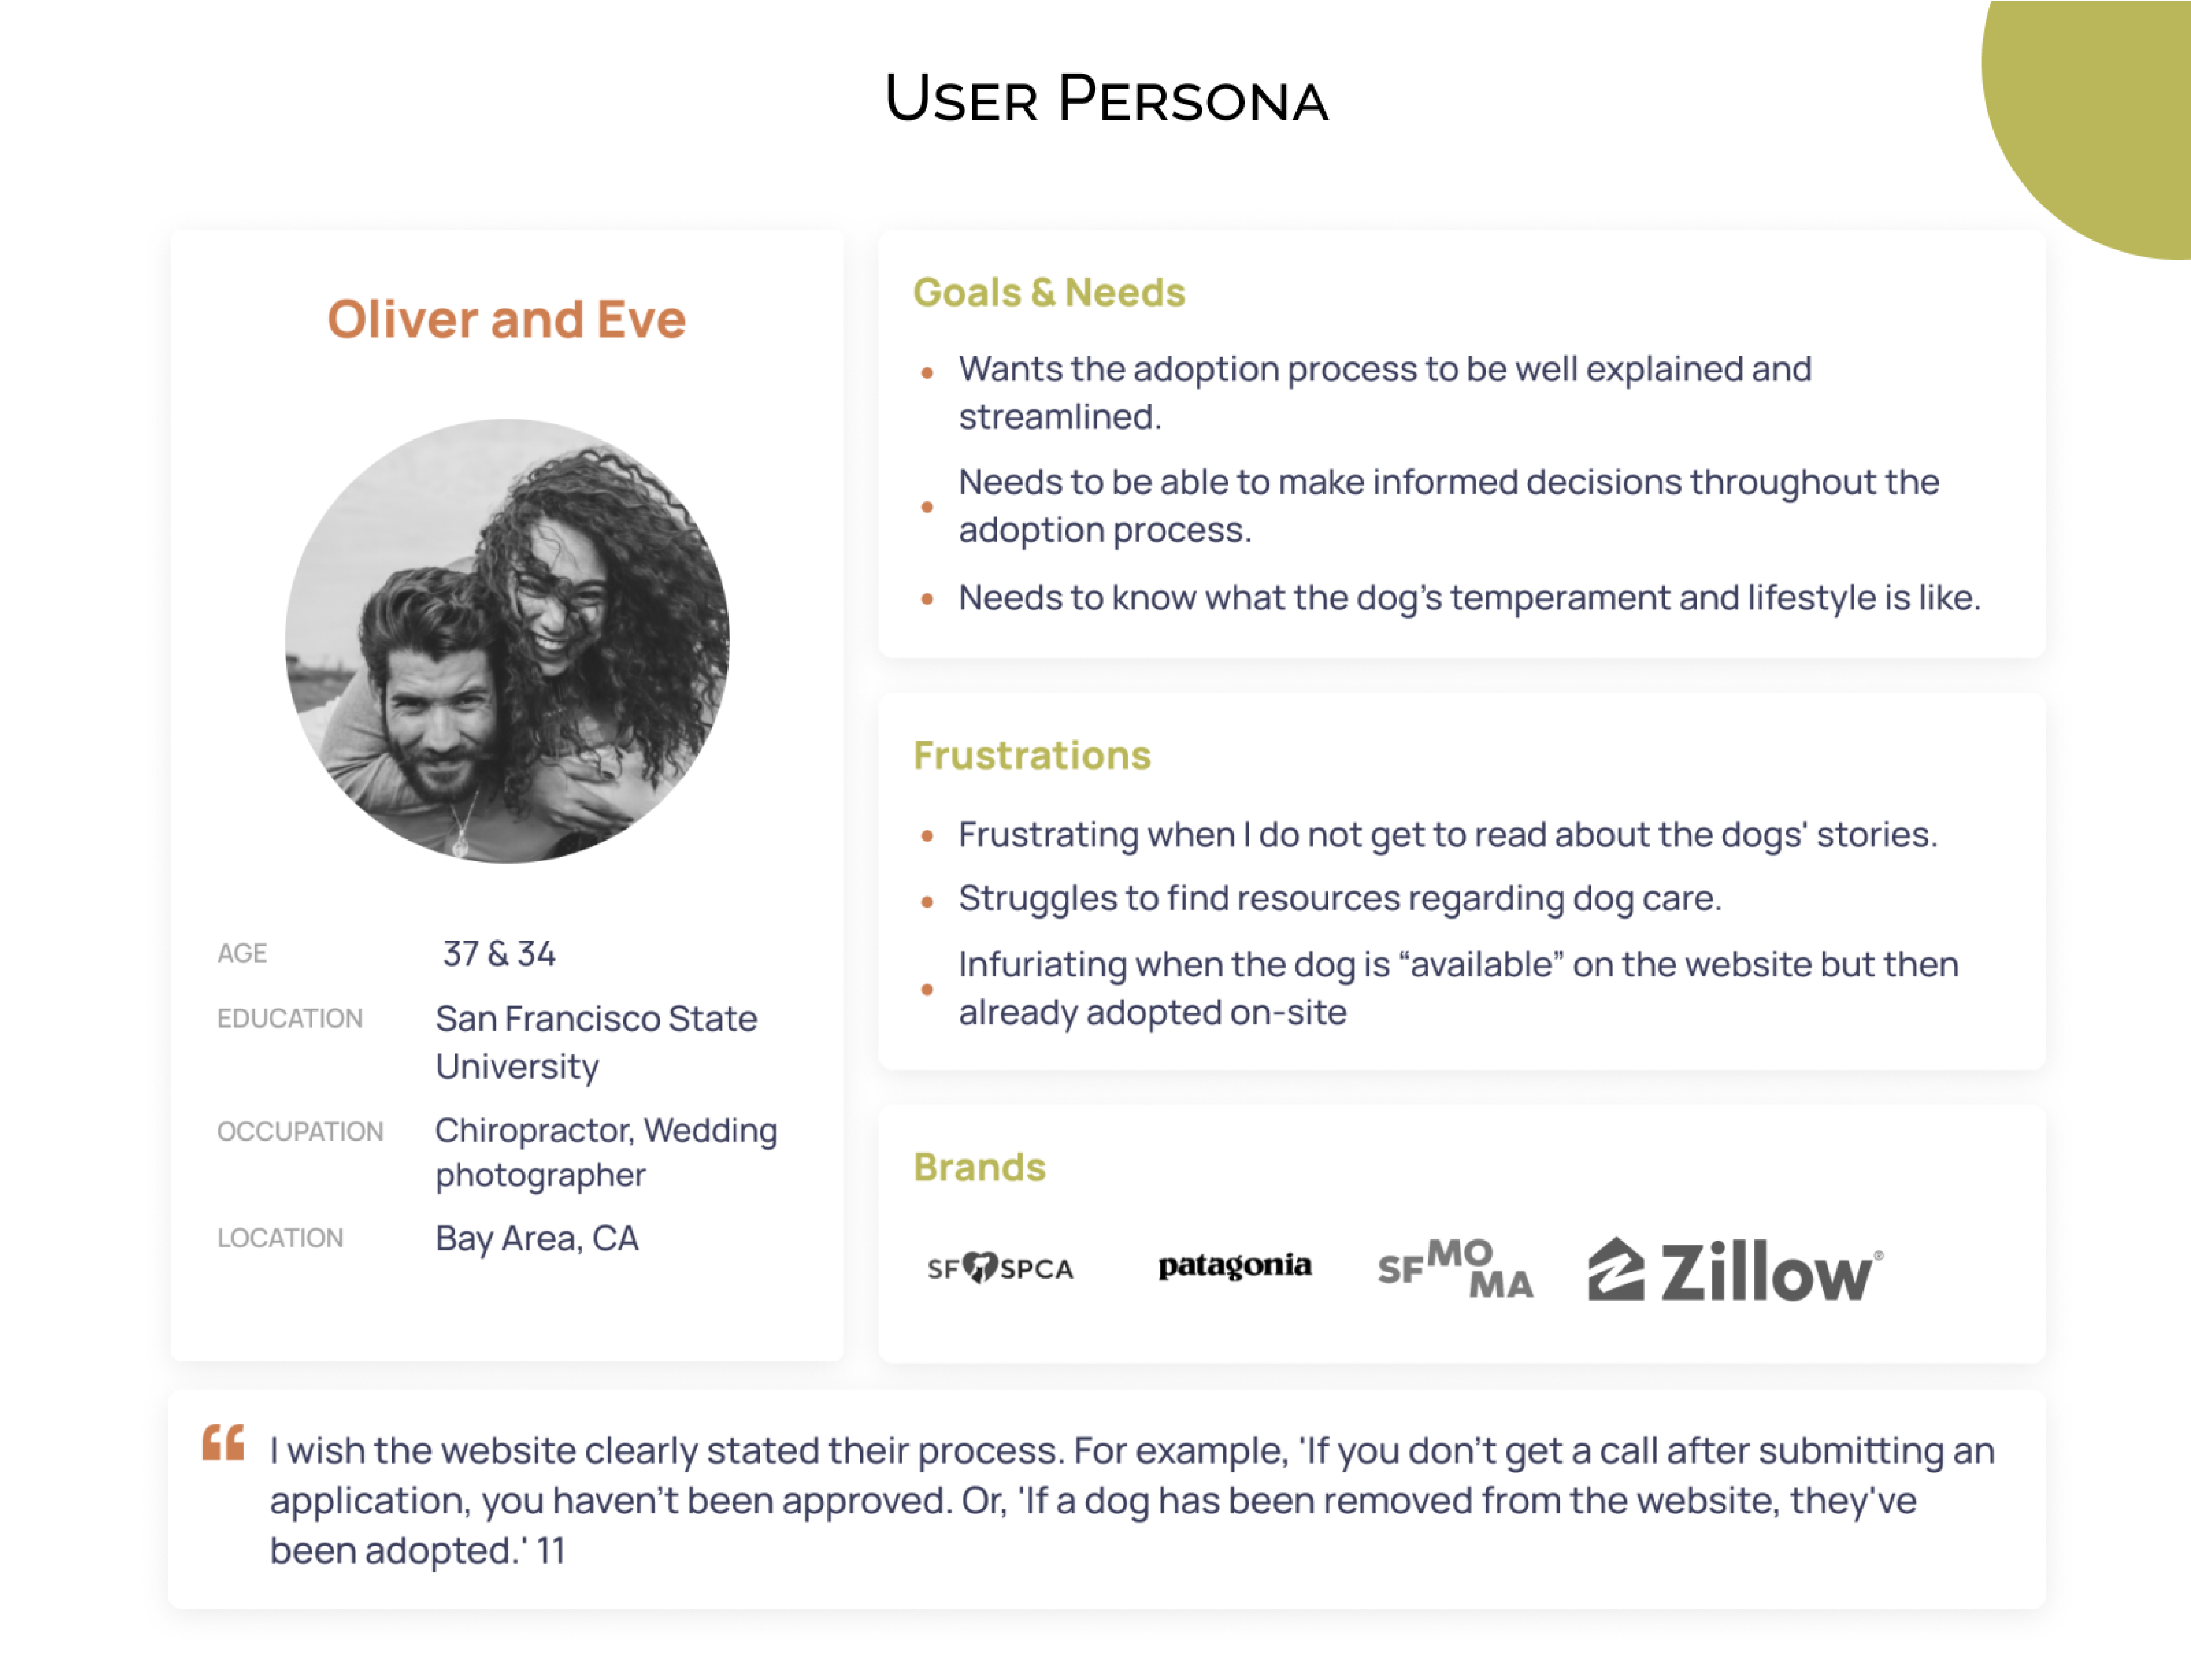 USER PERSONA
Oliver and Eve
AGE 37 & 34
EDUCATION San Francisco State
University
OCCUPATION Chiropractor, Wedding
photographer
LOCATION Bay Area, CA
Goals & Needs
• Wants the adoption process to be well explained and
streamlined.
• Needs to be able to make informed decisions throughout the
adoption process.
• Needs to know what the dog’s temperament and lifestyle is like.
Frustrations
• Frustrating when I do not get to read about the dogs' stories.
• Struggles to find resources regarding dog care.
• Infuriating when the dog is “available” on the website but then
already adopted on-site
Brands
SF SPCA patagonia SFMOMA Zillow®
“ I wish the website clearly stated their process. For example, 'If you don’t get a call after submitting an
application, you haven’t been approved. Or, 'If a dog has been removed from the website, they've
been adopted.' 11